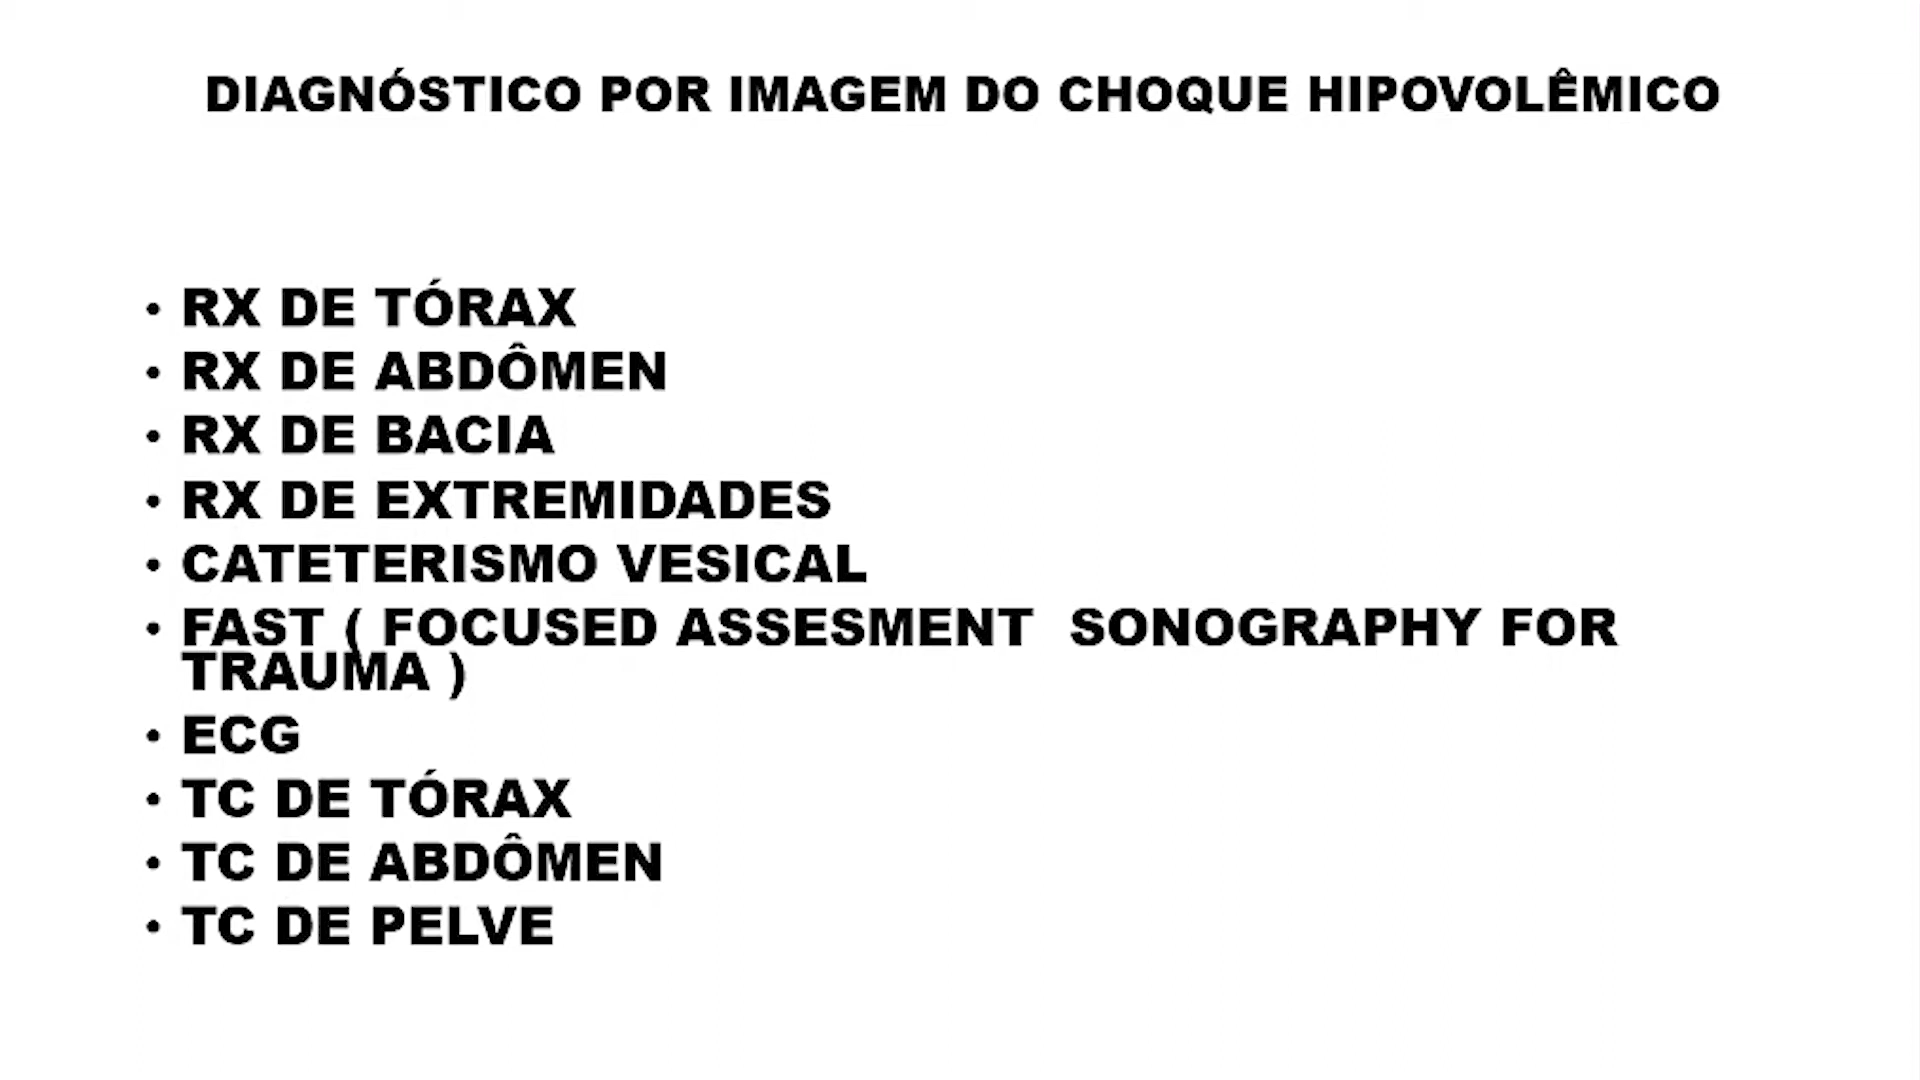 DIAGNÓSTICO POR IMAGEM DO CHOQUE HIPOVOLÊMICO
• RX DE TÓRAX
• RX DE ABDÔMEN
• RX DE BACIA
• RX DE EXTREMIDADES
• CATETERISMO VESICAL
• FAST ( FOCUSED ASSESMENT  SONOGRAPHY FOR
TRAUMA )
• ECG
• TC DE TÓRAX
• TC DE ABDÔMEN
• TC DE PELVE